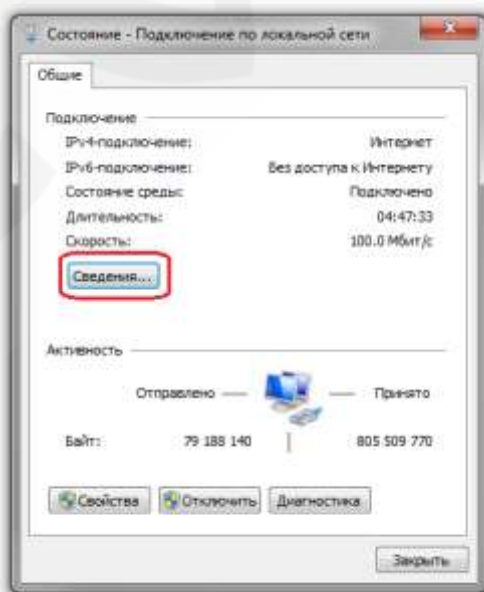 Состояние - Подключение по локальной сети
Общие
Подключение
IPv4-подключение: Интернет
IPv6-подключение: Без доступа к Интернету
Состояние среды: Подключено
Длительность: 04:47:33
Скорость: 100.0 Мбит/с
Сведения...
Активность
Отправлено — Принято
Байт: 79 188 140 805 509 770
Свойства Отключить Диагностика
Закрыть